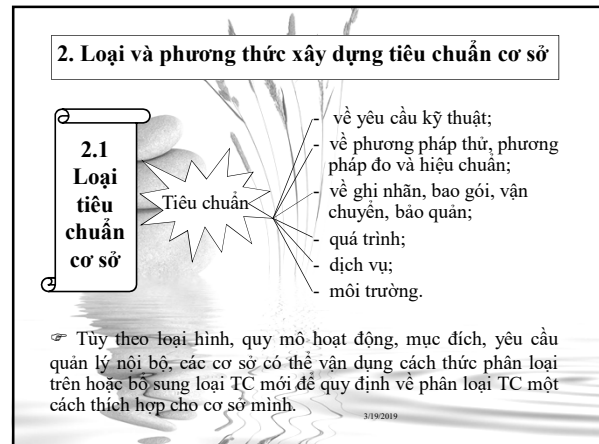 2. Loại và phương thức xây dựng tiêu chuẩn cơ sở
2.1
Loại
tiêu
chuẩn
cơ sở
Tiêu chuẩn
- về yêu cầu kỹ thuật;
- về phương pháp thử, phương
pháp đo và hiệu chuẩn;
- về ghi nhãn, bao gói, vận
chuyển, bảo quản;
- quá trình;
- dịch vụ;
- môi trường.
☞ Tùy theo loại hình, quy mô hoạt động, mục đích, yêu cầu
quản lý nội bộ, các cơ sở có thể vận dụng cách thức phân loại
trên hoặc bổ sung loại TC mới để quy định về phân loại TC một
cách thích hợp cho cơ sở mình.
3/19/2019